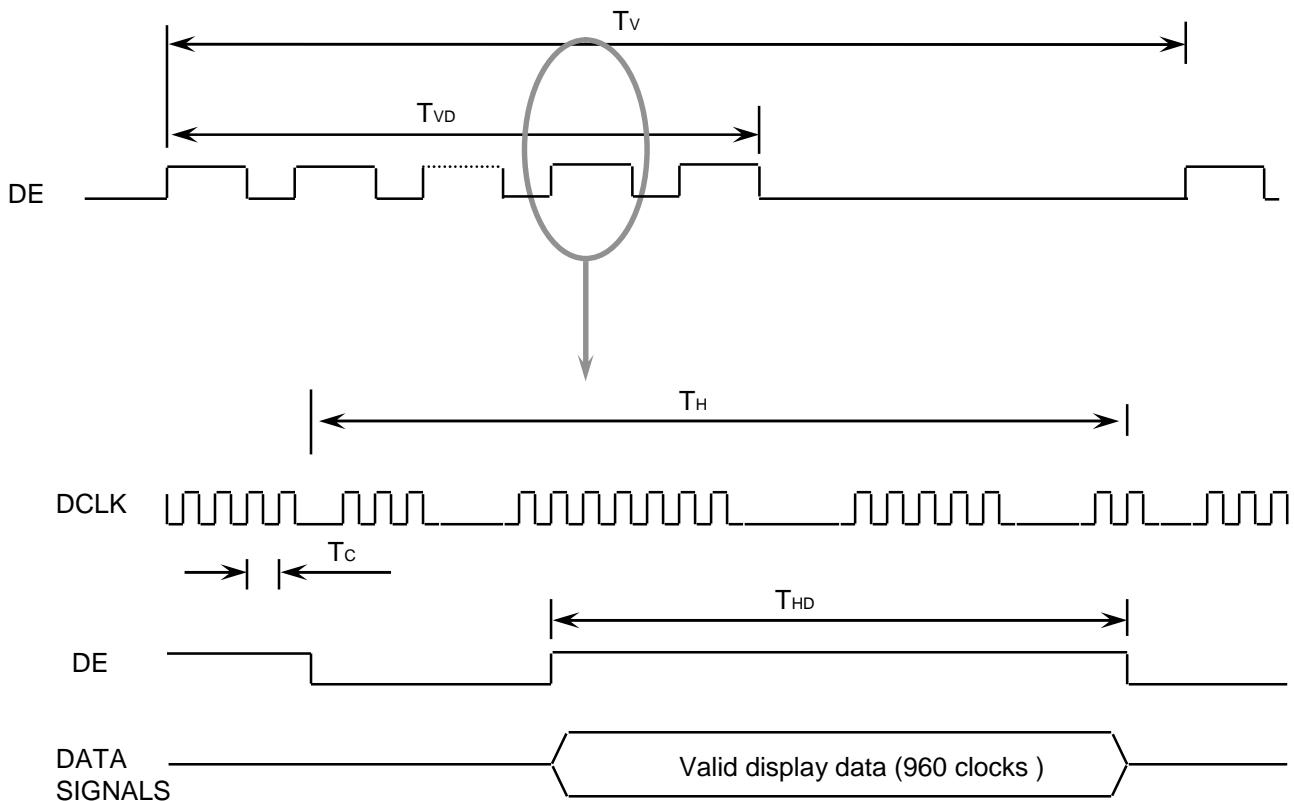 TV
TVD
DE
TH
DCLK
TC
THD
DE
DATA
SIGNALS
Valid display data (960 clocks )